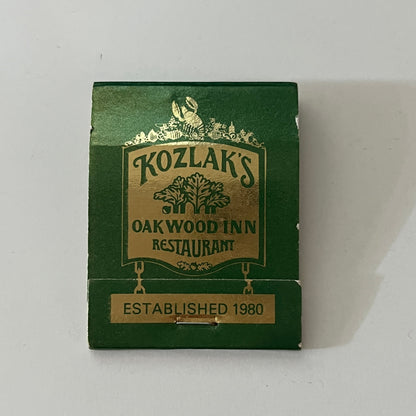 KOZLAK'S
OAKWOOD INN
RESTAURANT
ESTABLISHED 1980